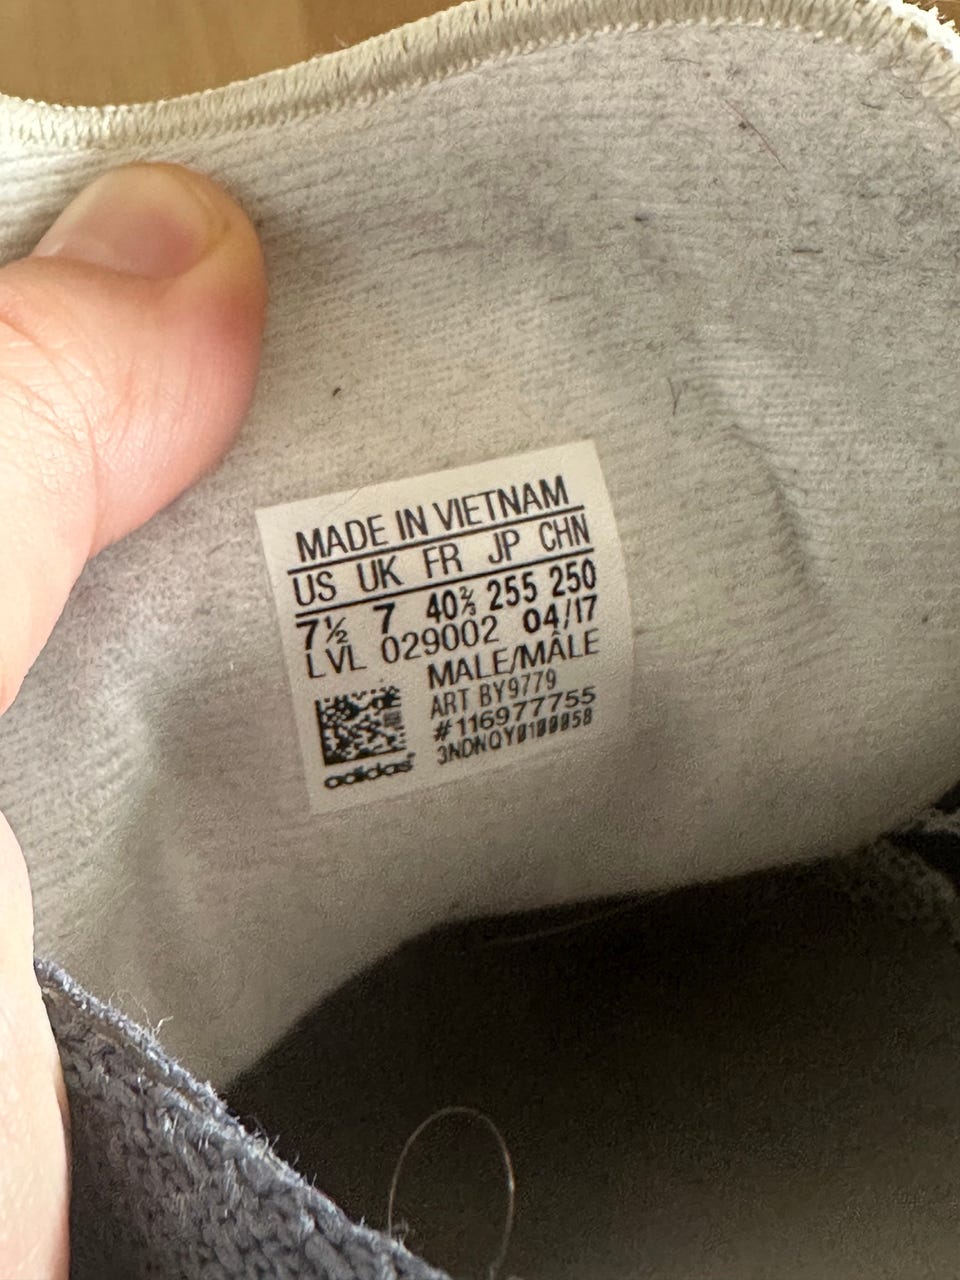 MADE IN VIETNAM
US UK FR JP CHN
7½ 7 40⅔ 255 250
LVL 029002 04/17
MALE/MÂLE
ART BY9779
#116977755
3NDNQY0100058
adidas